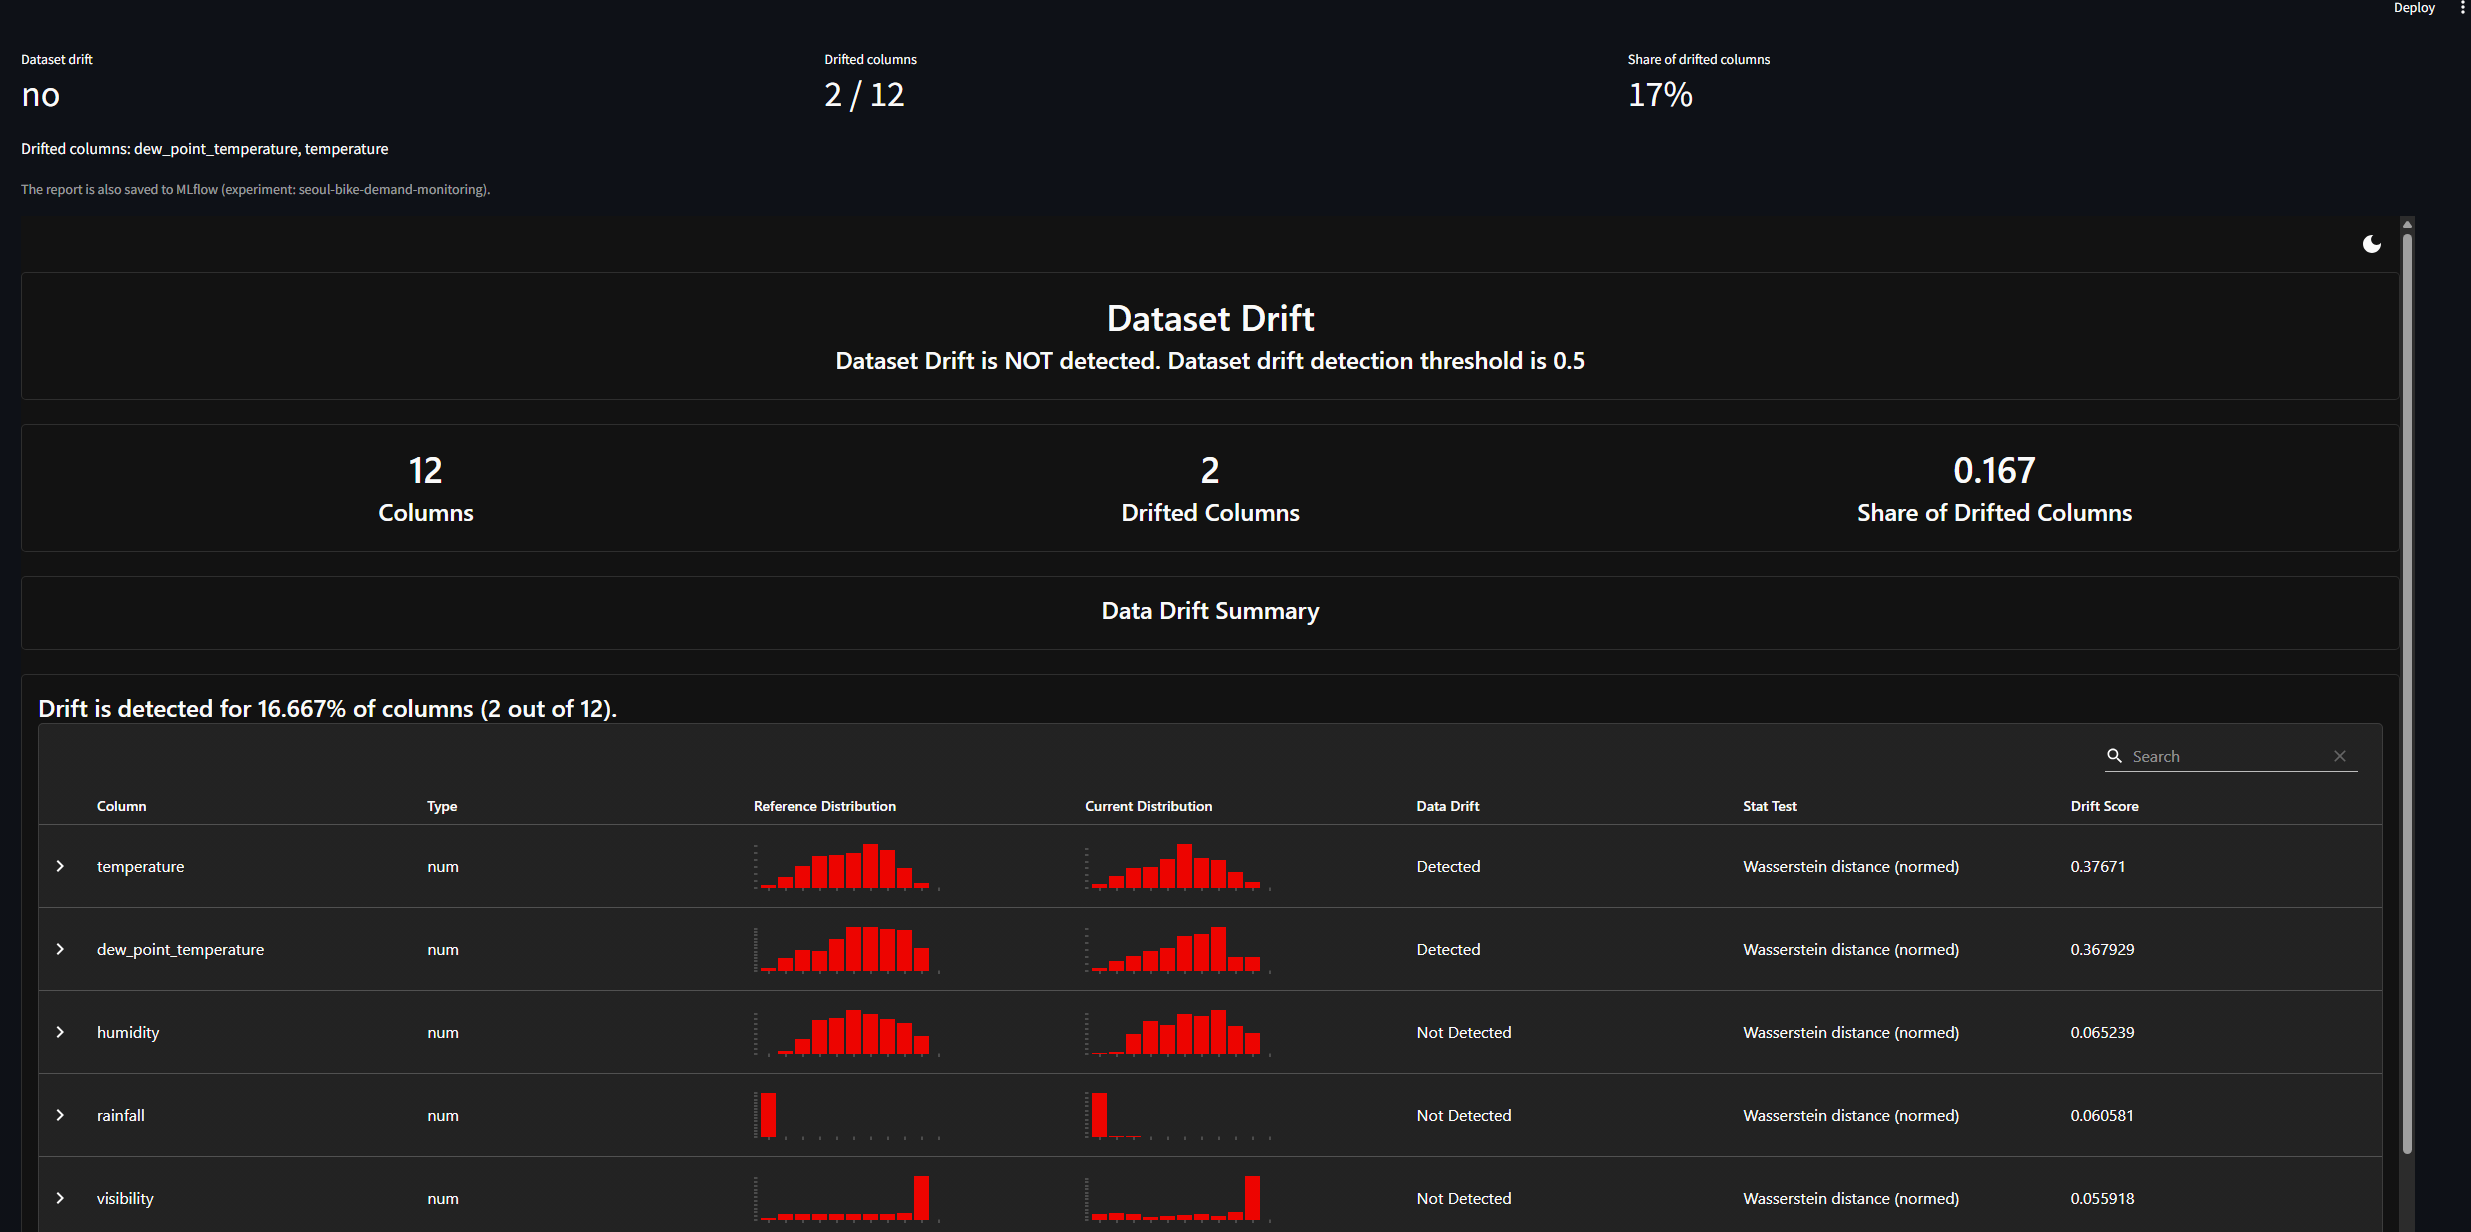 Deploy
Dataset drift Drifted columns Share of drifted columns
no 2 / 12 17%
Drifted columns: dew_point_temperature, temperature
The report is also saved to MLflow (experiment: seoul-bike-demand-monitoring).
Dataset Drift
Dataset Drift is NOT detected. Dataset drift detection threshold is 0.5
12 2 0.167
Columns Drifted Columns Share of Drifted Columns
Data Drift Summary
Drift is detected for 16.667% of columns (2 out of 12).
Search
Column Type Reference Distribution Current Distribution Data Drift Stat Test Drift Score
temperature num Detected Wasserstein distance (normed) 0.37671
dew_point_temperature num Detected Wasserstein distance (normed) 0.367929
humidity num Not Detected Wasserstein distance (normed) 0.065239
rainfall num Not Detected Wasserstein distance (normed) 0.060581
visibility num Not Detected Wasserstein distance (normed) 0.055918